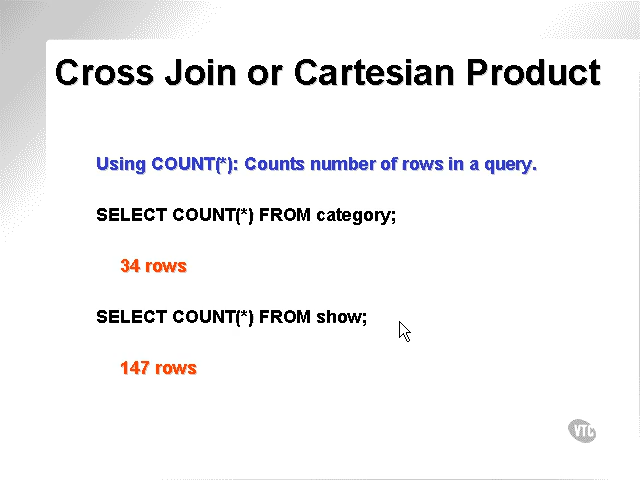 Cross Join or Cartesian Product
Using COUNT(*): Counts number of rows in a query.
SELECT COUNT(*) FROM category;
34 rows
SELECT COUNT(*) FROM show;
147 rows
VTC